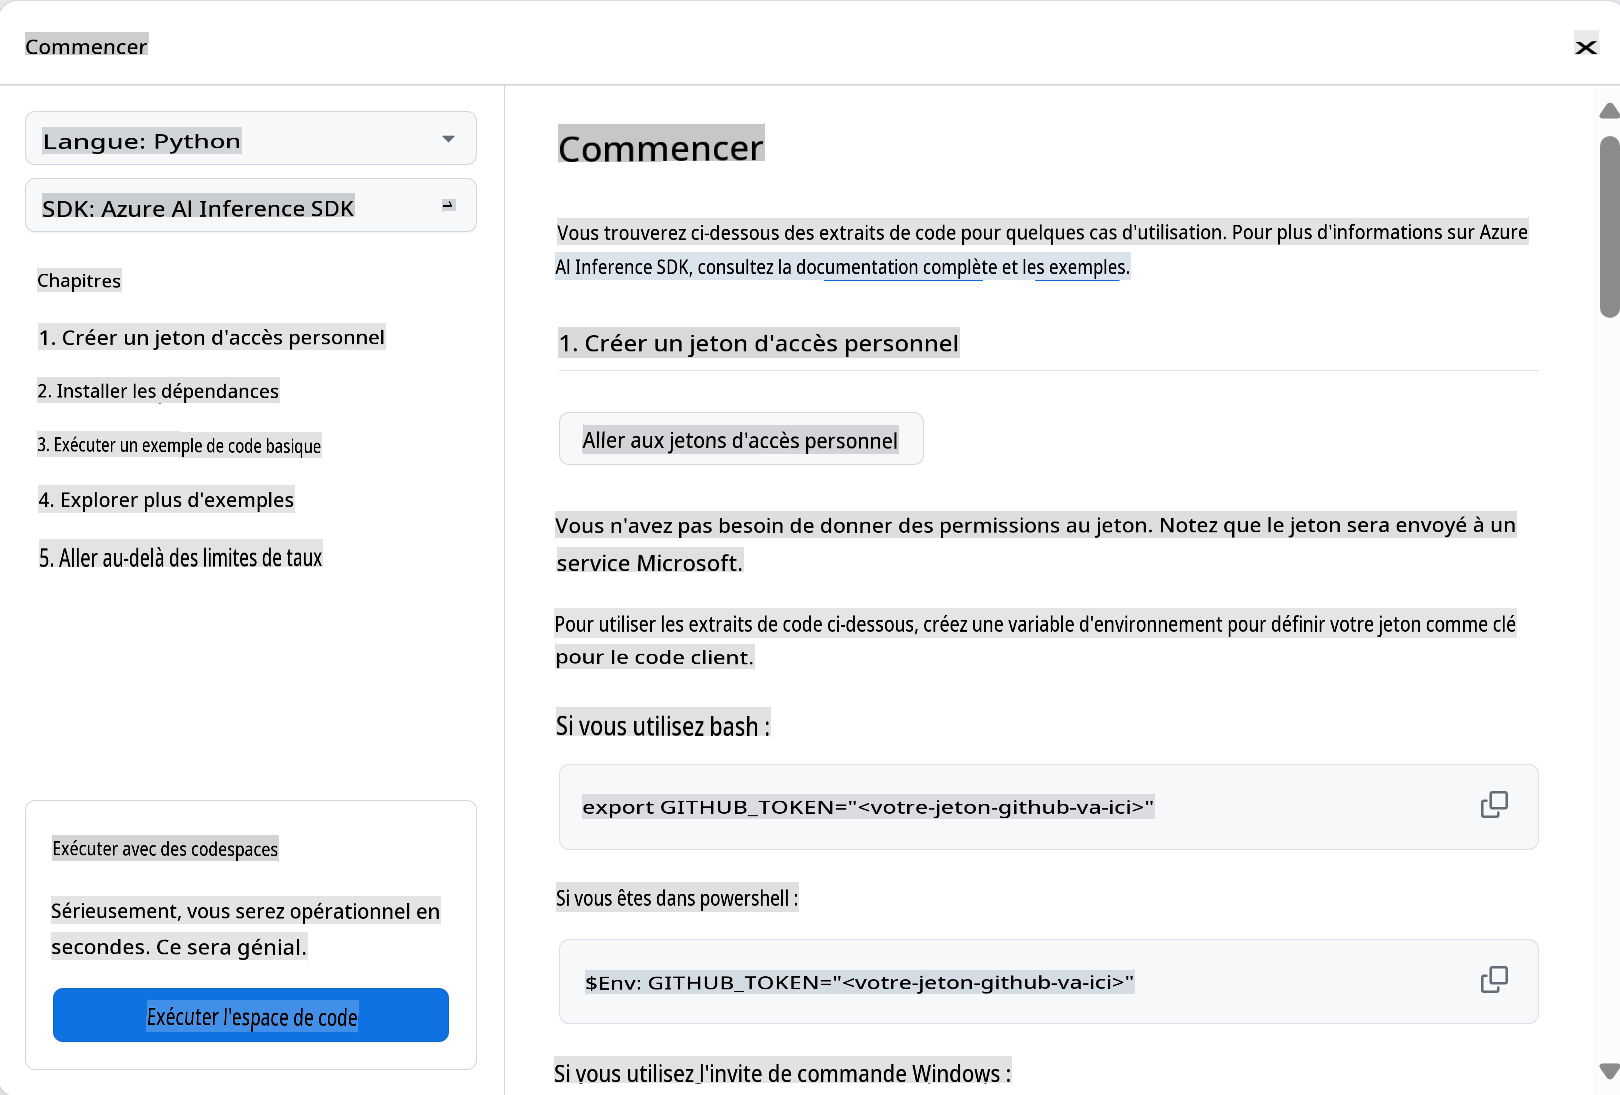 Commencer
Langue: Python
SDK: Azure Al Inference SDK
Chapitres
1. Créer un jeton d'accès personnel
2. Installer les dépendances
3. Exécuter un exemple de code basique
4. Explorer plus d'exemples
5. Aller au-delà des limites de taux
Exécuter avec des codespaces
Sérieusement, vous serez opérationnel en
secondes. Ce sera génial.
Exécuter l'espace de code
Commencer
Vous trouverez ci-dessous des extraits de code pour quelques cas d'utilisation. Pour plus d'informations sur Azure
Al Inference SDK, consultez la documentation complète et les exemples.
1. Créer un jeton d'accès personnel
Aller aux jetons d'accès personnel
Vous n'avez pas besoin de donner des permissions au jeton. Notez que le jeton sera envoyé à un
service Microsoft.
Pour utiliser les extraits de code ci-dessous, créez une variable d'environnement pour définir votre jeton comme clé
pour le code client.
Si vous utilisez bash :
export GITHUB_TOKEN="<votre-jeton-github-va-ici>"
Si vous êtes dans powershell :
$Env: GITHUB_TOKEN="<votre-jeton-github-va-ici>"
Si vous utilisez l'invite de commande Windows :